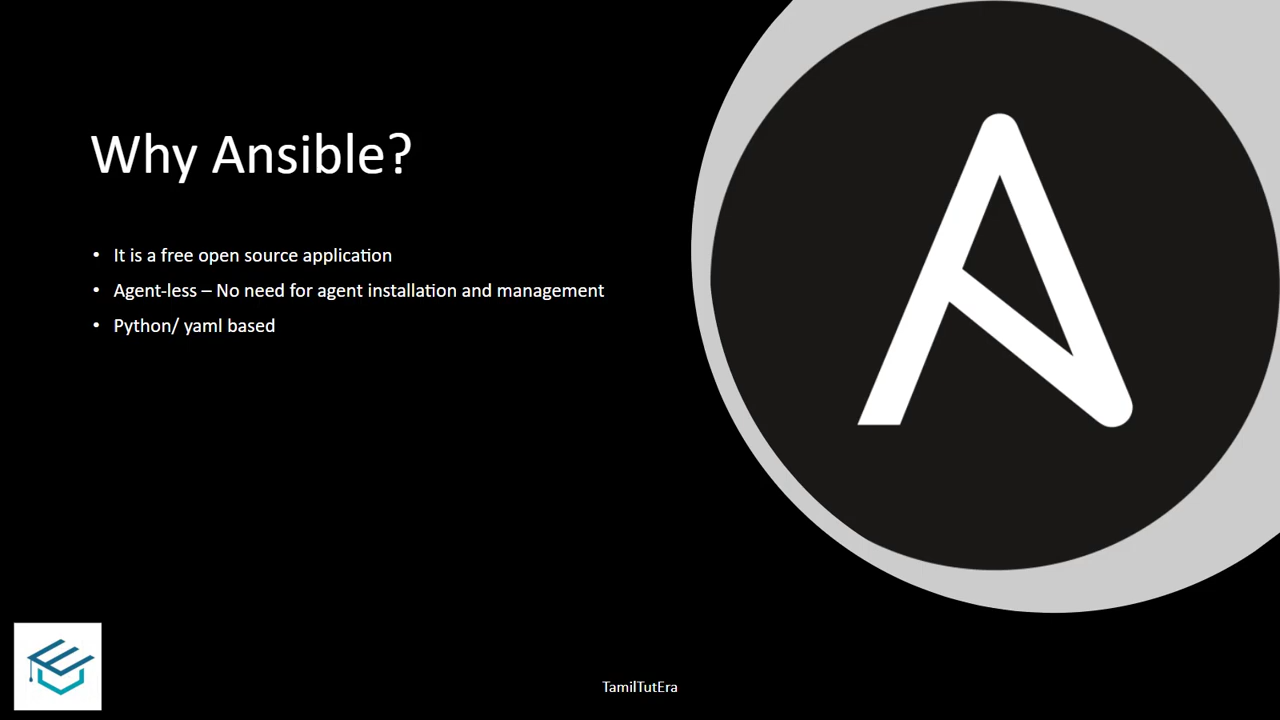 Why Ansible?
• It is a free open source application
• Agent-less – No need for agent installation and management
• Python/ yaml based
TamilTutEra